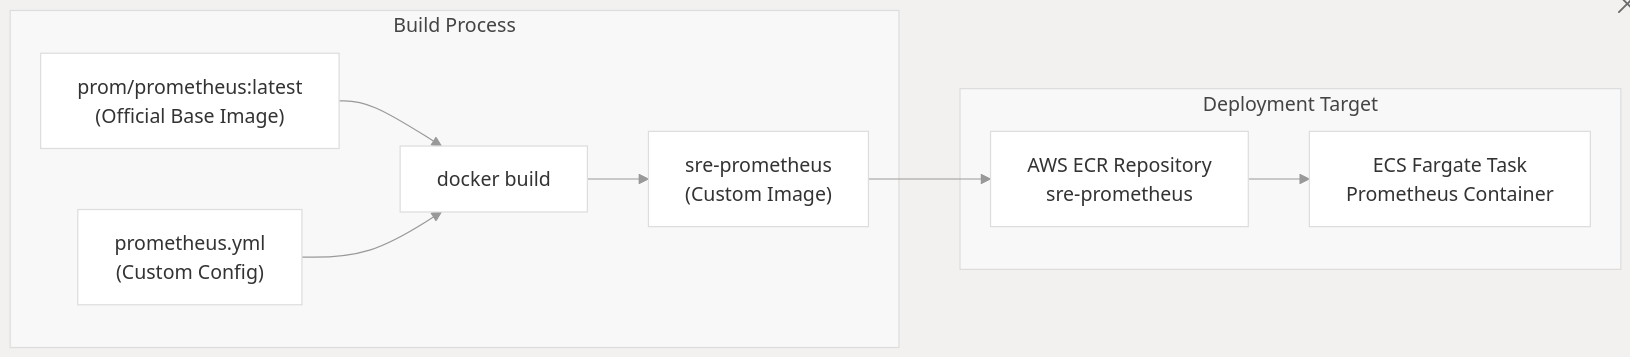 Build Process
prom/prometheus:latest
(Official Base Image)
prometheus.yml
(Custom Config)
docker build
sre-prometheus
(Custom Image)
Deployment Target
AWS ECR Repository
sre-prometheus
ECS Fargate Task
Prometheus Container